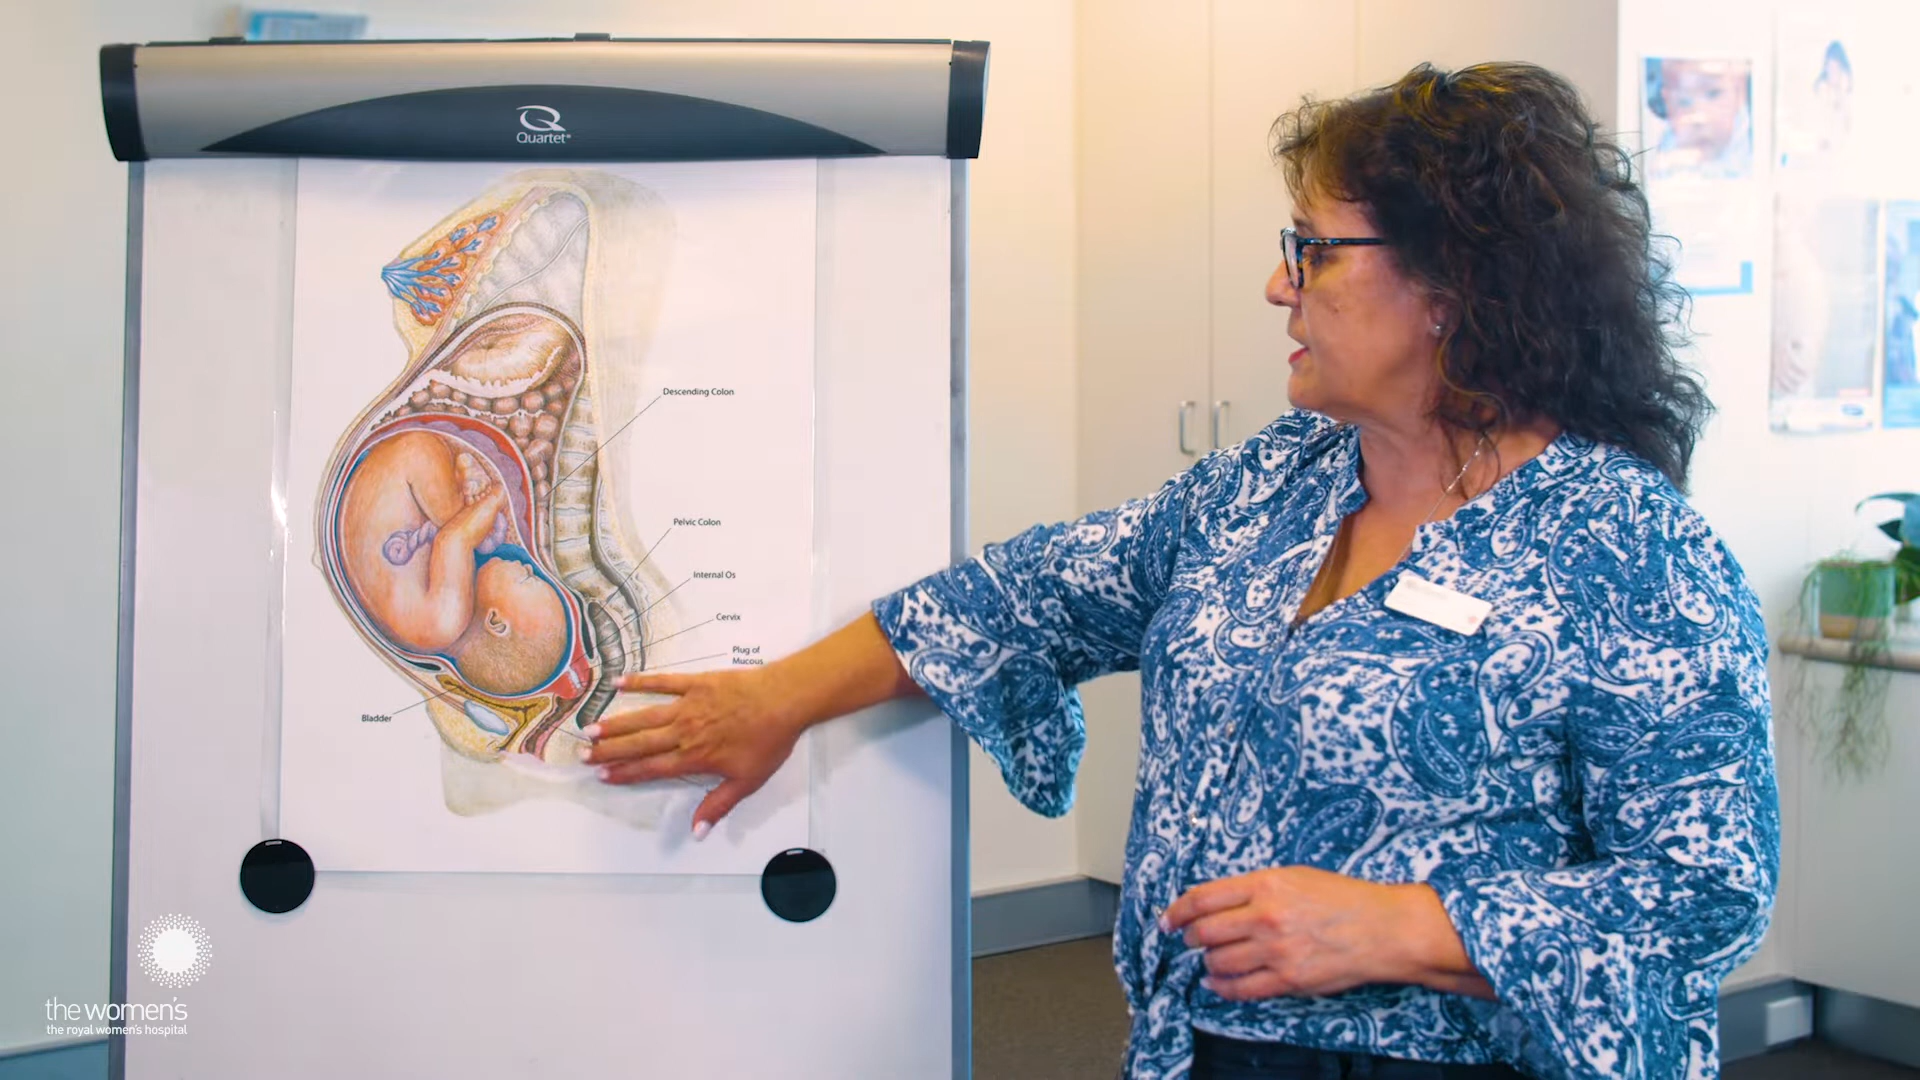 Quartet
Descending Colon
Pelvic Colon
Internal Os
Cervix
Plug of
Mucous
Bladder
the women's
the royal women's hospital